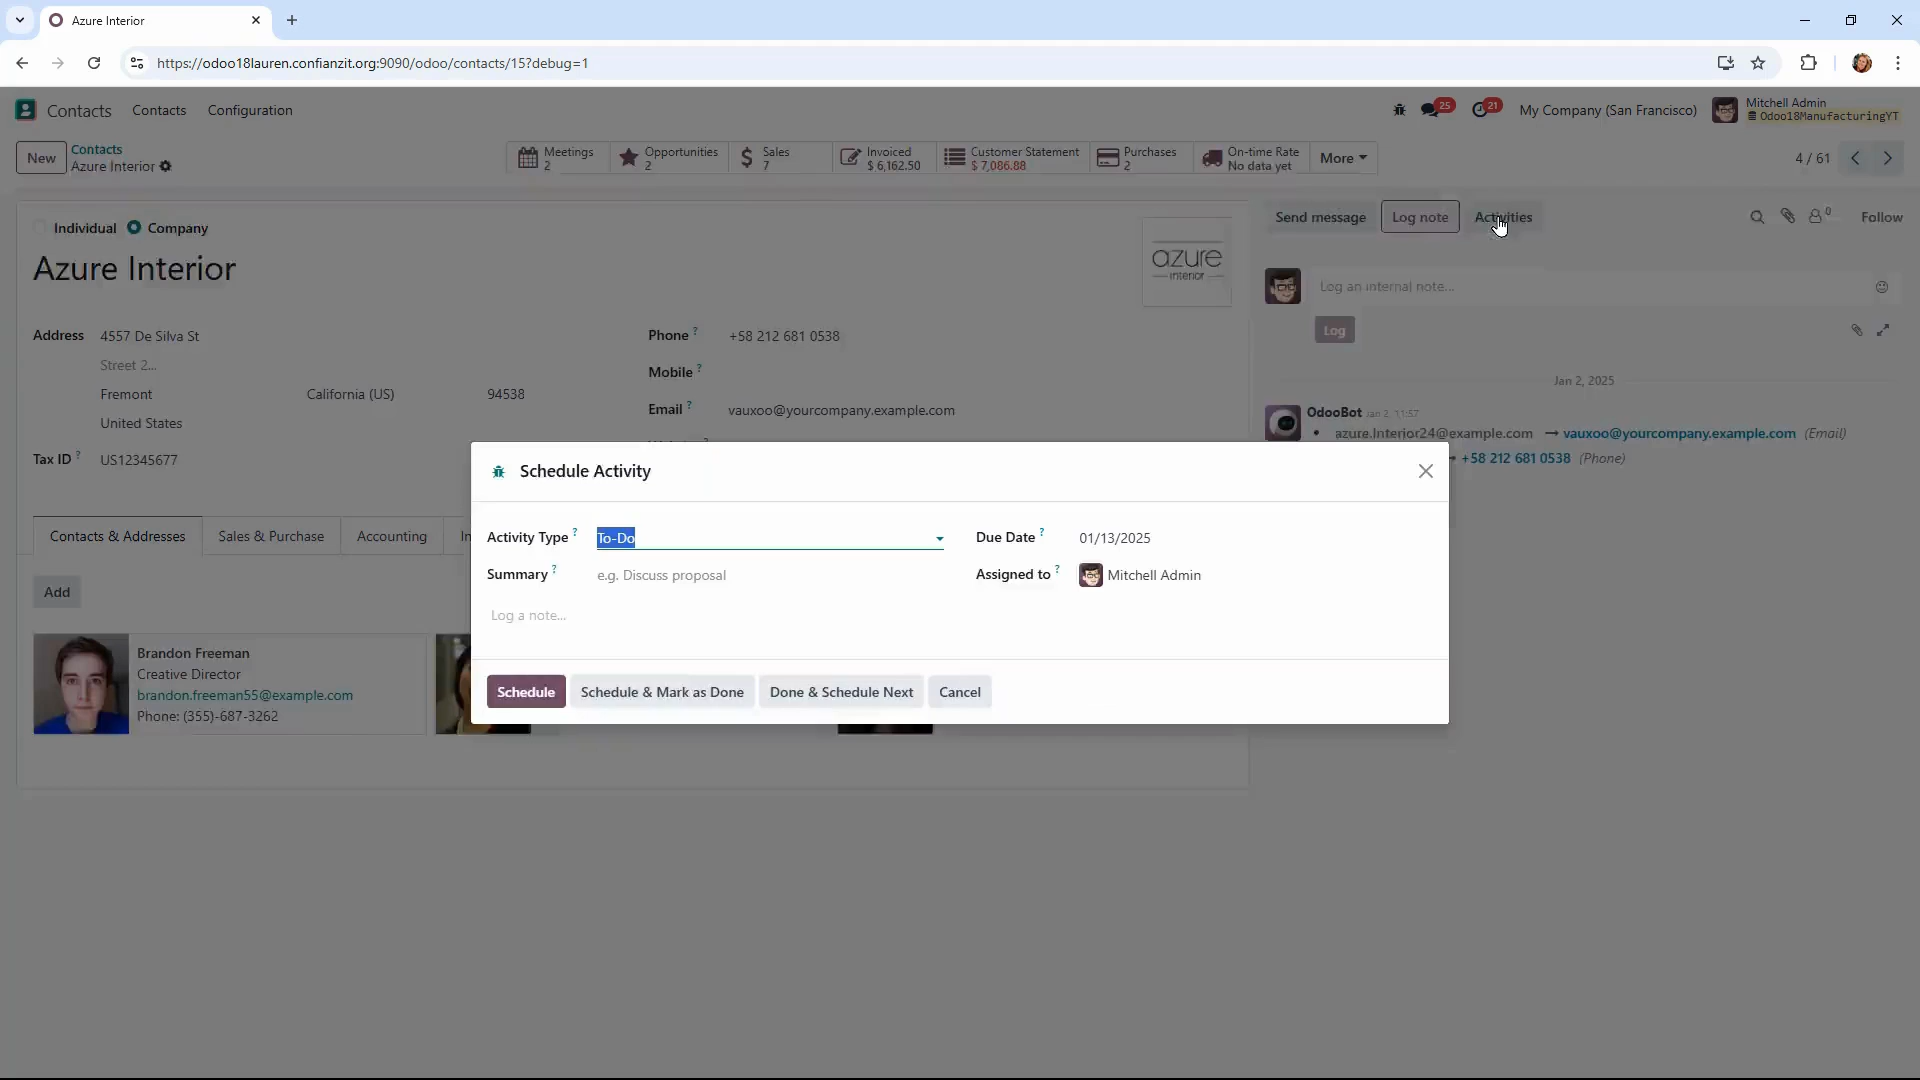 Azure Interior
https://odoo18lauren.confianzit.org:9090/odoo/contacts/15?debug=1
Contacts Contacts Configuration 25 21 My Company (San Francisco) Mitchell Admin
Odoo18ManufacturingYT
New Contacts
Azure Interior
Meetings 2
Opportunities 2
Sales 7
Invoiced $ 6,162.50
Customer Statement $ 7,086.88
Purchases 2
On-time Rate No data yet
More
4 / 61
Individual Company
Send message Log note Activities 0 Follow
Azure Interior
azure
interior
Log an internal note...
Log
Address 4557 De Silva St
Street 2...
Fremont California (US) 94538
United States
Tax ID ? US12345677
Phone ? +58 212 681 0538
Mobile ?
Email ? vauxoo@yourcompany.example.com
Jan 2, 2025
OdooBot Jan 2, 11:57
azure.Interior24@example.com → vauxoo@yourcompany.example.com (Email)
+58 212 681 0538 (Phone)
Contacts & Addresses Sales & Purchase Accounting In
Add
Brandon Freeman
Creative Director
brandon.freeman55@example.com
Phone: (355)-687-3262
Schedule Activity
Activity Type ? To-Do Due Date ? 01/13/2025
Summary ? e.g. Discuss proposal Assigned to ? Mitchell Admin
Log a note...
Schedule Schedule & Mark as Done Done & Schedule Next Cancel